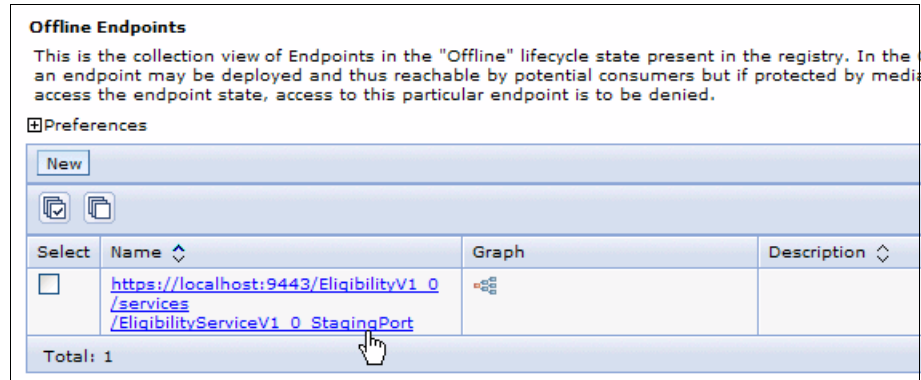 Offline Endpoints
This is the collection view of Endpoints in the "Offline" lifecycle state present in the registry. In the
an endpoint may be deployed and thus reachable by potential consumers but if protected by
access the endpoint state, access to this particular endpoint is to be denied.
Preferences
New
Select Name Graph Description
https://localhost:9443/EligibilityV1_0
/services
/EligibilityServiceV1_0_StagingPort
Total: 1